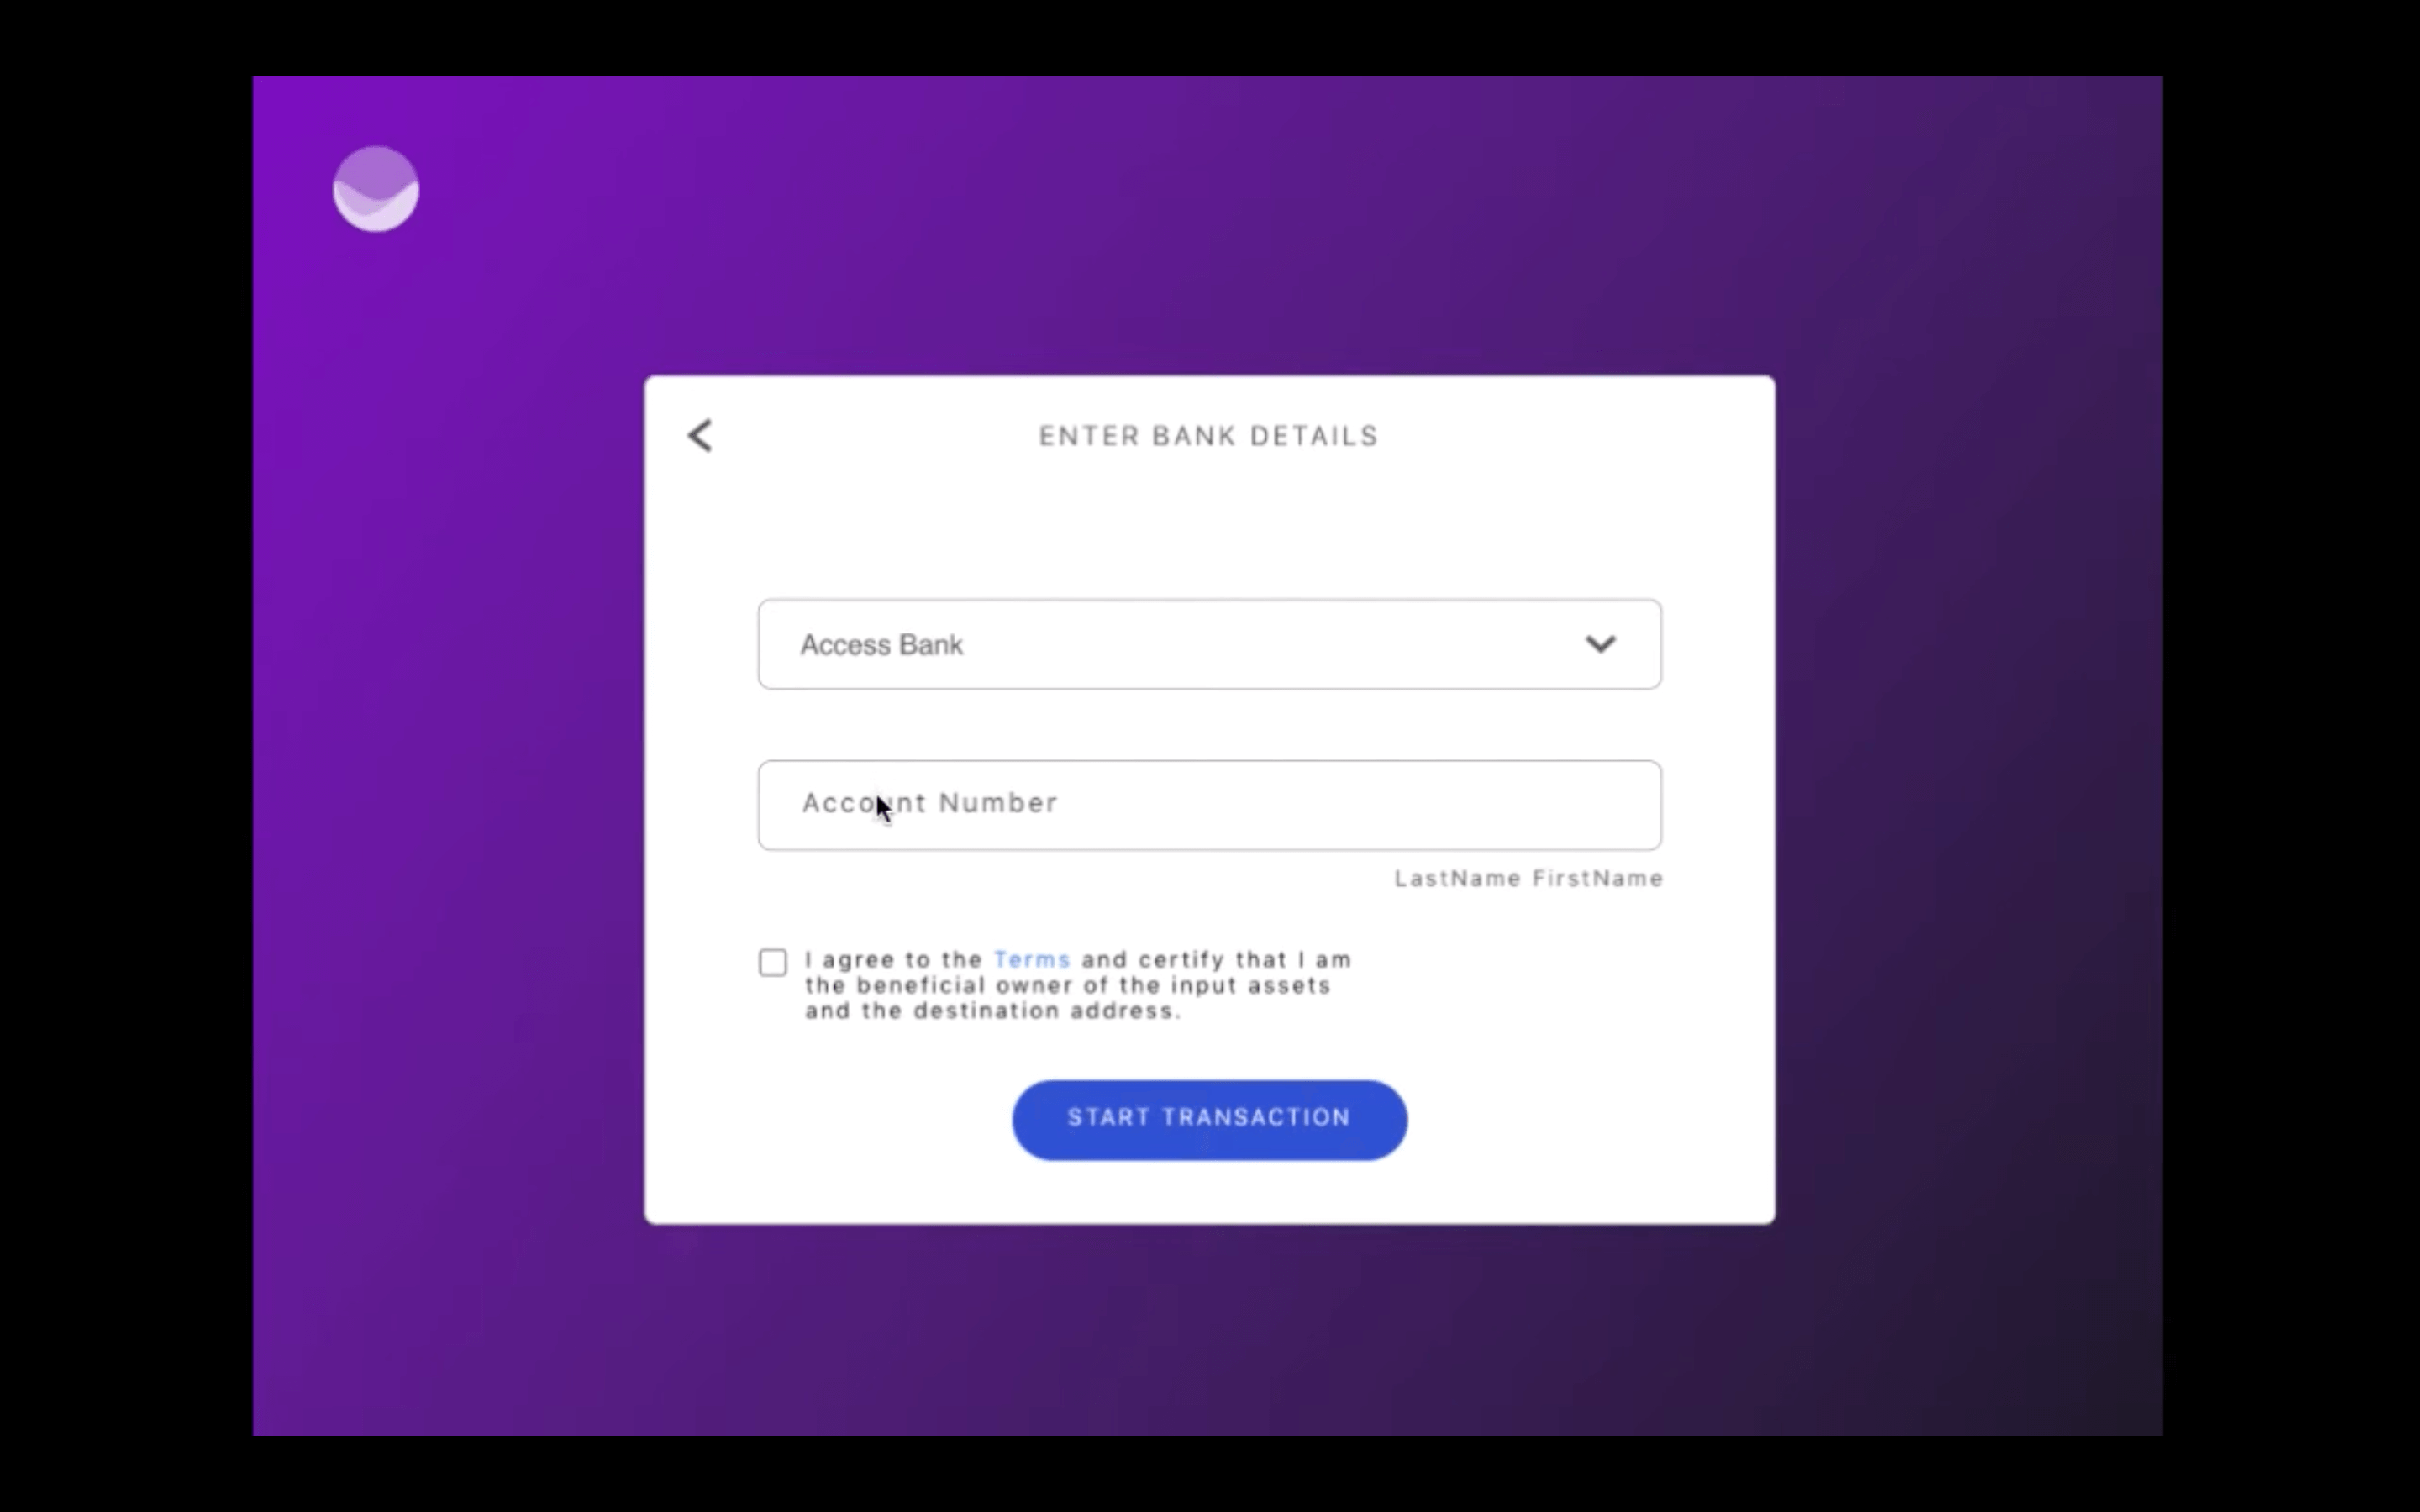 ENTER BANK DETAILS
Access Bank
Account Number
LastName FirstName
I agree to the Terms and certify that I am
the beneficial owner of the input assets
and the destination address.
START TRANSACTION